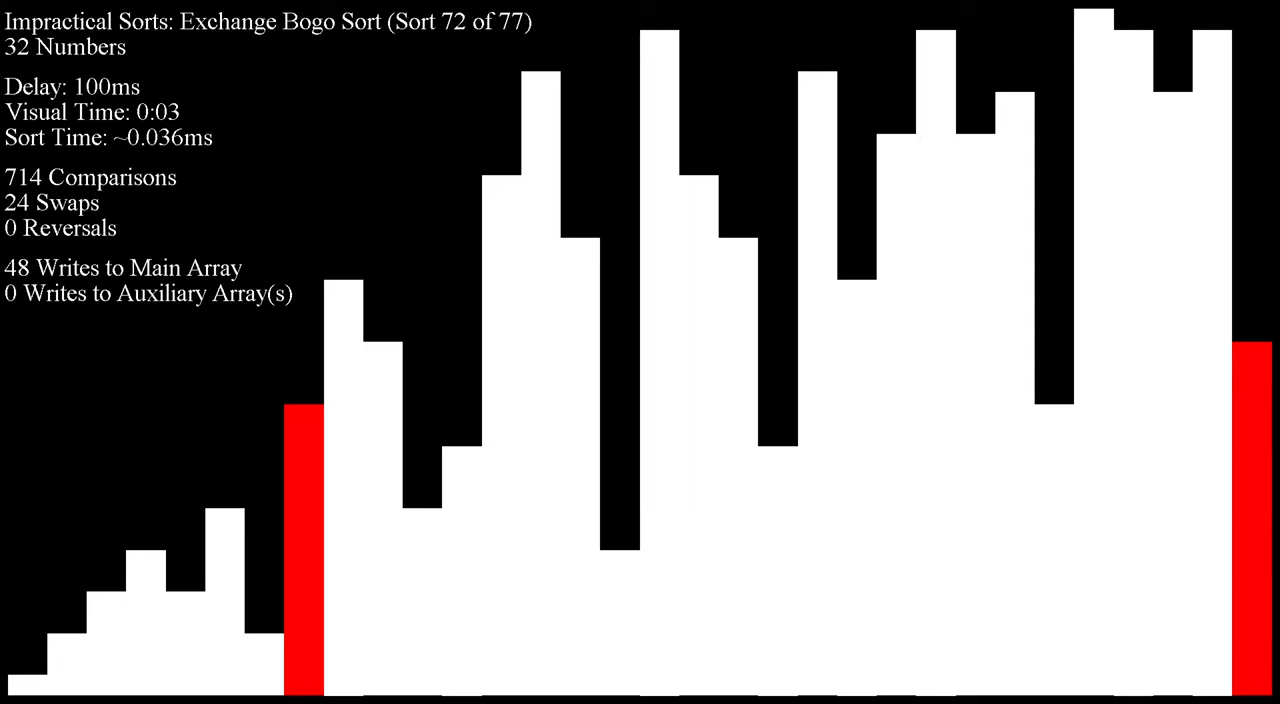 Impractical Sorts: Exchange Bogo Sort (Sort 72 of 77)
32 Numbers
Delay: 100ms
Visual Time: 0:03
Sort Time: ~0.036ms
714 Comparisons
24 Swaps
0 Reversals
48 Writes to Main Array
0 Writes to Auxiliary Array(s)